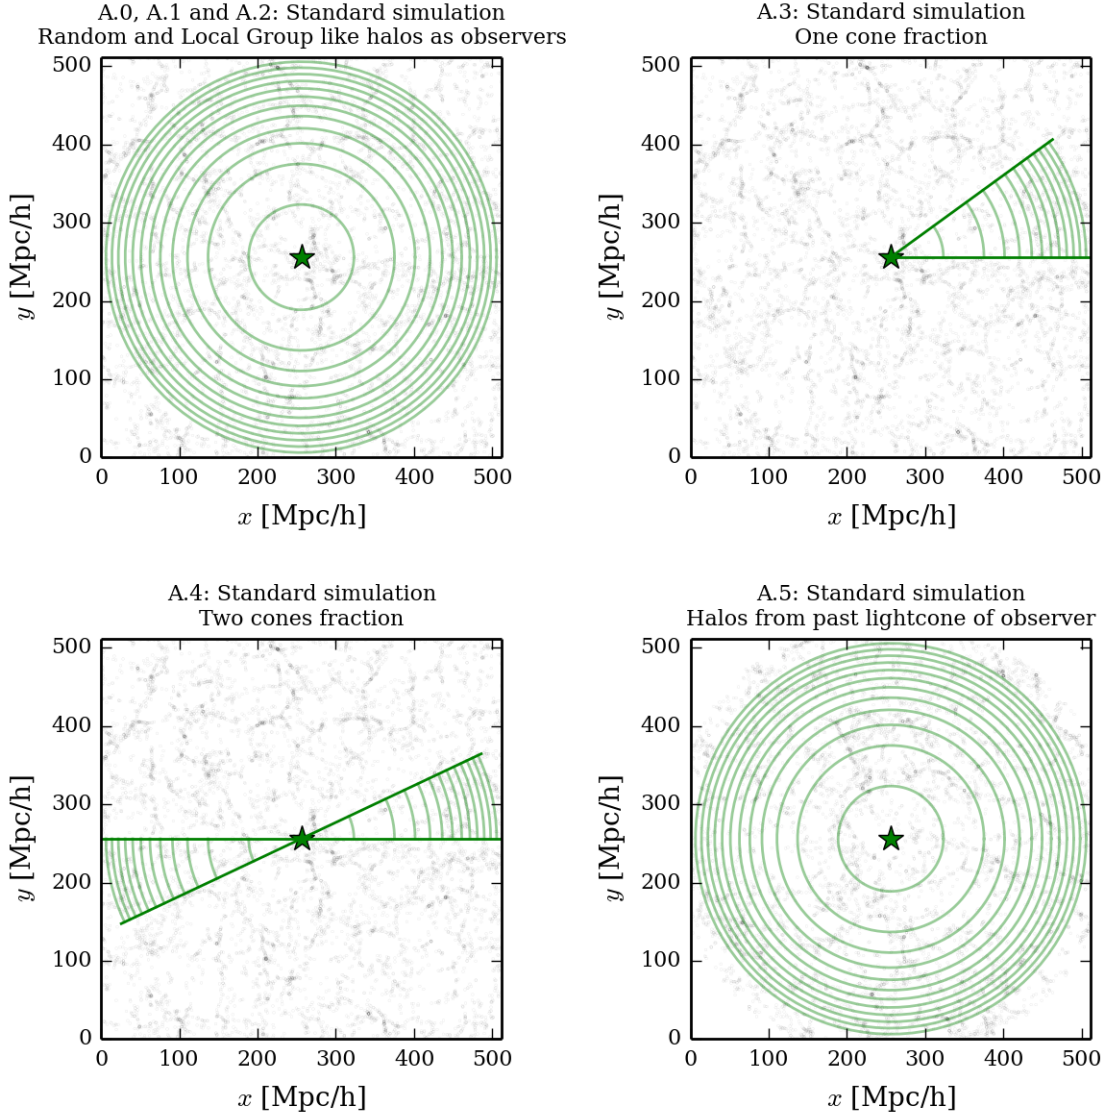 A.0, A.1 and A.2: Standard simulation
Random and Local Group like halos as observers
500
400
300
200
100
0
y [Mpc/h]
0 100 200 300 400 500
x [Mpc/h]
A.3: Standard simulation
One cone fraction
500
400
300
200
100
0
y [Mpc/h]
0 100 200 300 400 500
x [Mpc/h]
A.4: Standard simulation
Two cones fraction
500
400
300
200
100
0
y [Mpc/h]
0 100 200 300 400 500
x [Mpc/h]
A.5: Standard simulation
Halos from past lightcone of observer
500
400
300
200
100
0
y [Mpc/h]
0 100 200 300 400 500
x [Mpc/h]